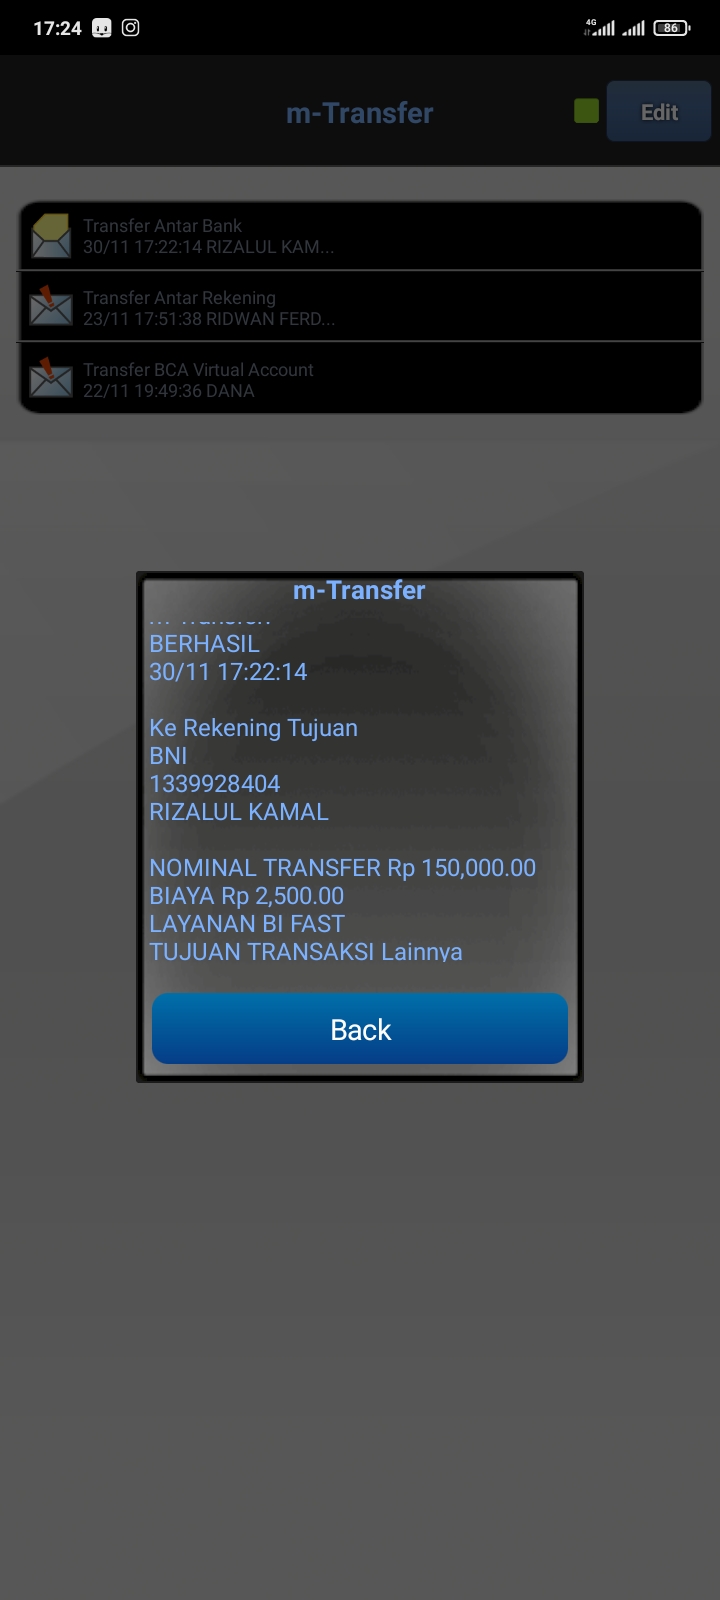 17:24
4G
86
m-Transfer
Edit
Transfer Antar Bank
30/11 17:22:14 RIZALUL KAM...
Transfer Antar Rekening
23/11 17:51:38 RIDWAN FERD...
Transfer BCA Virtual Account
22/11 19:49:36 DANA
m-Transfer
BERHASIL
30/11 17:22:14
Ke Rekening Tujuan
BNI
1339928404
RIZALUL KAMAL
NOMINAL TRANSFER Rp 150,000.00
BIAYA Rp 2,500.00
LAYANAN BI FAST
TUJUAN TRANSAKSI Lainnya
Back